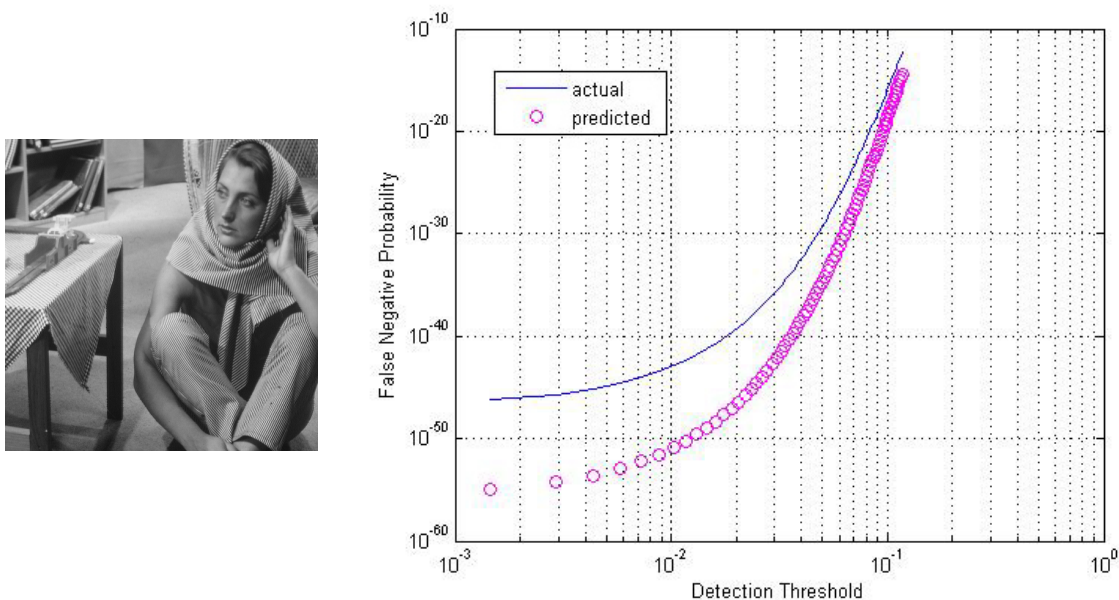 10^-10
10^-20
10^-30
10^-40
10^-50
10^-60
False Negative Probability
actual
predicted
10^-3
10^-2
10^-1
10^0
Detection Threshold